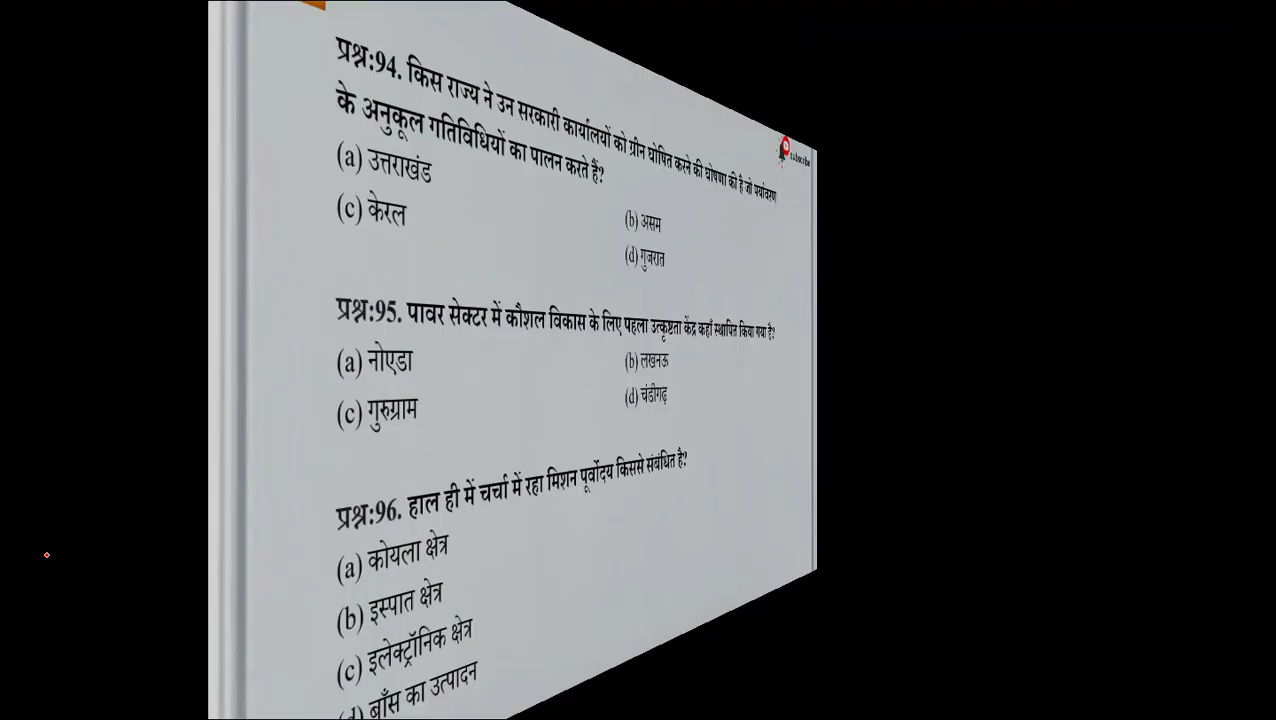 प्रश्न:94. किस राज्य ने उन सरकारी कार्यालयों को ग्रीन घोषित करने की घोषणा की है जो पर्यावरण
के अनुकूल गतिविधियों का पालन करते हैं?
(a) उत्तराखंड
(b) असम
(c) केरल
(d) गुजरात
प्रश्न:95. पावर सेक्टर में कौशल विकास के लिए पहला उत्कृष्टता केंद्र कहाँ स्थापित किया गया है?
(a) नोएडा
(b) लखनऊ
(c) गुरुग्राम
(d) चंडीगढ़
प्रश्न:96. हाल ही में चर्चा में रहा मिशन पूर्वोदय किससे संबंधित है?
(a) कोयला क्षेत्र
(b) इस्पात क्षेत्र
(c) इलेक्ट्रॉनिक क्षेत्र
(d) बाँस का उत्पादन
Subscribe